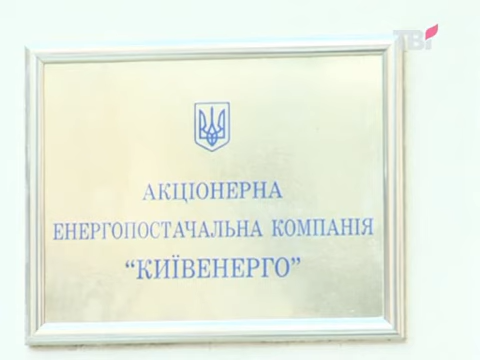 ТВі
АКЦІОНЕРНА
ЕНЕРГОПОСТАЧАЛЬНА КОМПАНІЯ
“КИЇВЕНЕРГО”